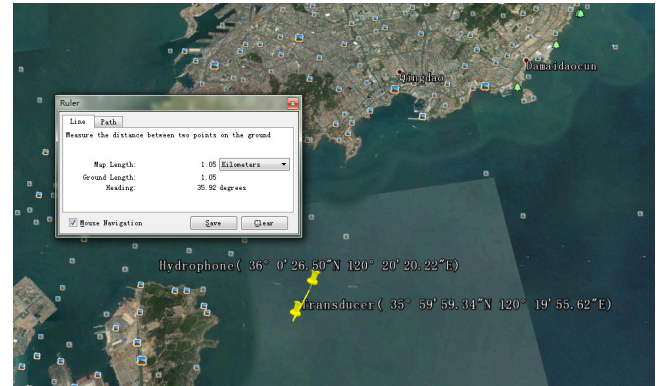 Qingdao
Damaidaocun
Ruler
Line Path
Measure the distance between two points on the ground
Map Length: 1.05 Kilometers
Ground Length: 1.05
Heading: 35.92 degrees
Mouse Navigation Save Clear
Hydrophone( 36° 0'26.50"N 120° 20'20.22"E)
Transducer( 35° 59'59.34"N 120° 19'55.62"E)